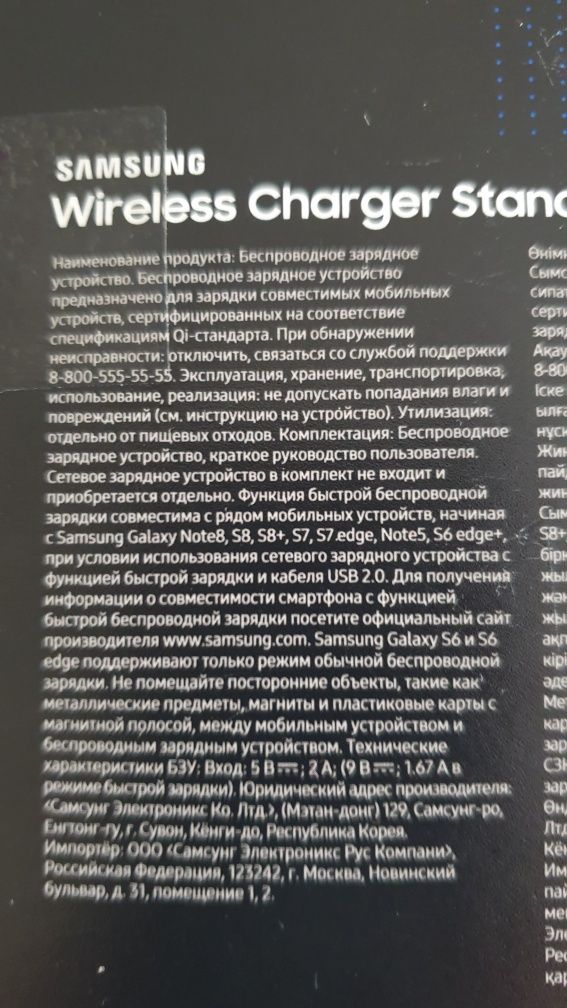 SAMSUNG
Wireless Charger Stand
Наименование продукта: Беспроводное зарядное
устройство. Беспроводное зарядное устройство
предназначено для зарядки совместимых мобильных
устройств, сертифицированных на соответствие
спецификациям Qi-стандарта. При обнаружении
неисправности: отключить, связаться со службой поддержки
8-800-555-55-55. Эксплуатация, хранение, транспортировка,
использование, реализация: не допускать попадания влаги и
повреждений (см. инструкцию на устройство). Утилизация:
отдельно от пищевых отходов. Комплектация: Беспроводное
зарядное устройство, краткое руководство пользователя.
Сетевое зарядное устройство в комплект не входит и
приобретается отдельно. Функция быстрой беспроводной
зарядки совместима с рядом мобильных устройств, начиная
с Samsung Galaxy Note8, S8, S8+, S7, S7 edge, Note5, S6 edge+,
при условии использования сетевого зарядного устройства с
функцией быстрой зарядки и кабеля USB 2.0. Для получения
информации о совместимости смартфона с функцией
быстрой беспроводной зарядки посетите официальный сайт
производителя www.samsung.com. Samsung Galaxy S6 и S6
edge поддерживают только режим обычной беспроводной
зарядки. Не помещайте посторонние объекты, такие как
металлические предметы, магниты и пластиковые карты с
магнитной полосой, между мобильным устройством и
беспроводным зарядным устройством. Технические
характеристики БЗУ: Вход: 5 В⎓; 2 А; (9 В⎓; 1.67 А в
режиме быстрой зарядки). Юридический адрес производителя:
«Самсунг Электроникс Ко. Лтд.», (Мэтан-донг) 129, Самсунг-ро,
Енгтонг-гу, г. Сувон, Кёнги-до, Республика Корея.
Импортёр: ООО «Самсунг Электроникс Рус Компани»,
Российская Федерация, 123242, г. Москва, Новинский
бульвар, д. 31, помещение 1, 2.